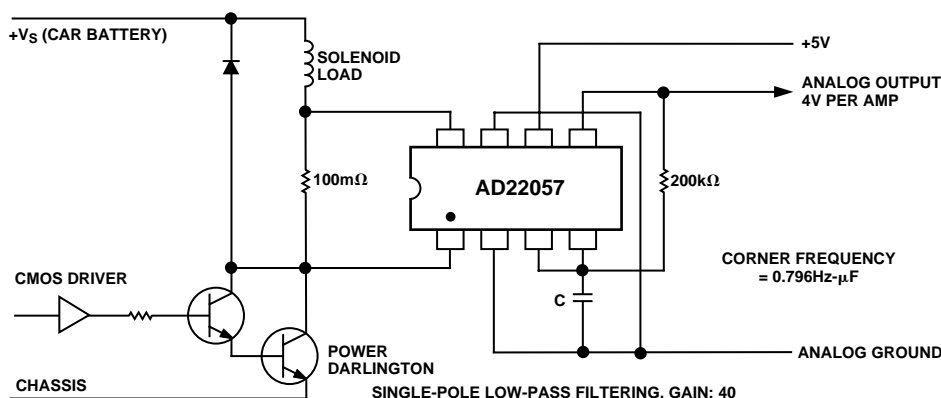 +VS (CAR BATTERY)
SOLENOID
LOAD
+5V
ANALOG OUTPUT
4V PER AMP
100mΩ
AD22057
200kΩ
CORNER FREQUENCY
= 0.796Hz-μF
CMOS DRIVER
C
POWER
DARLINGTON
ANALOG GROUND
CHASSIS
SINGLE-POLE LOW-PASS FILTERING, GAIN: 40